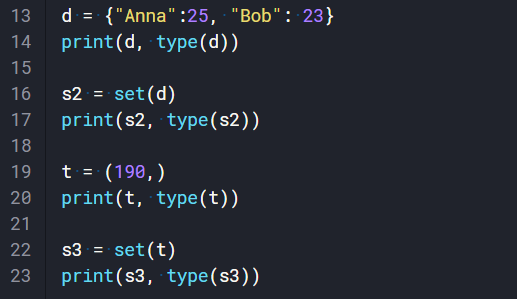 13 d = {"Anna":25, "Bob": 23}
14 print(d, type(d))
15
16 s2 = set(d)
17 print(s2, type(s2))
18
19 t = (190,)
20 print(t, type(t))
21
22 s3 = set(t)
23 print(s3, type(s3))